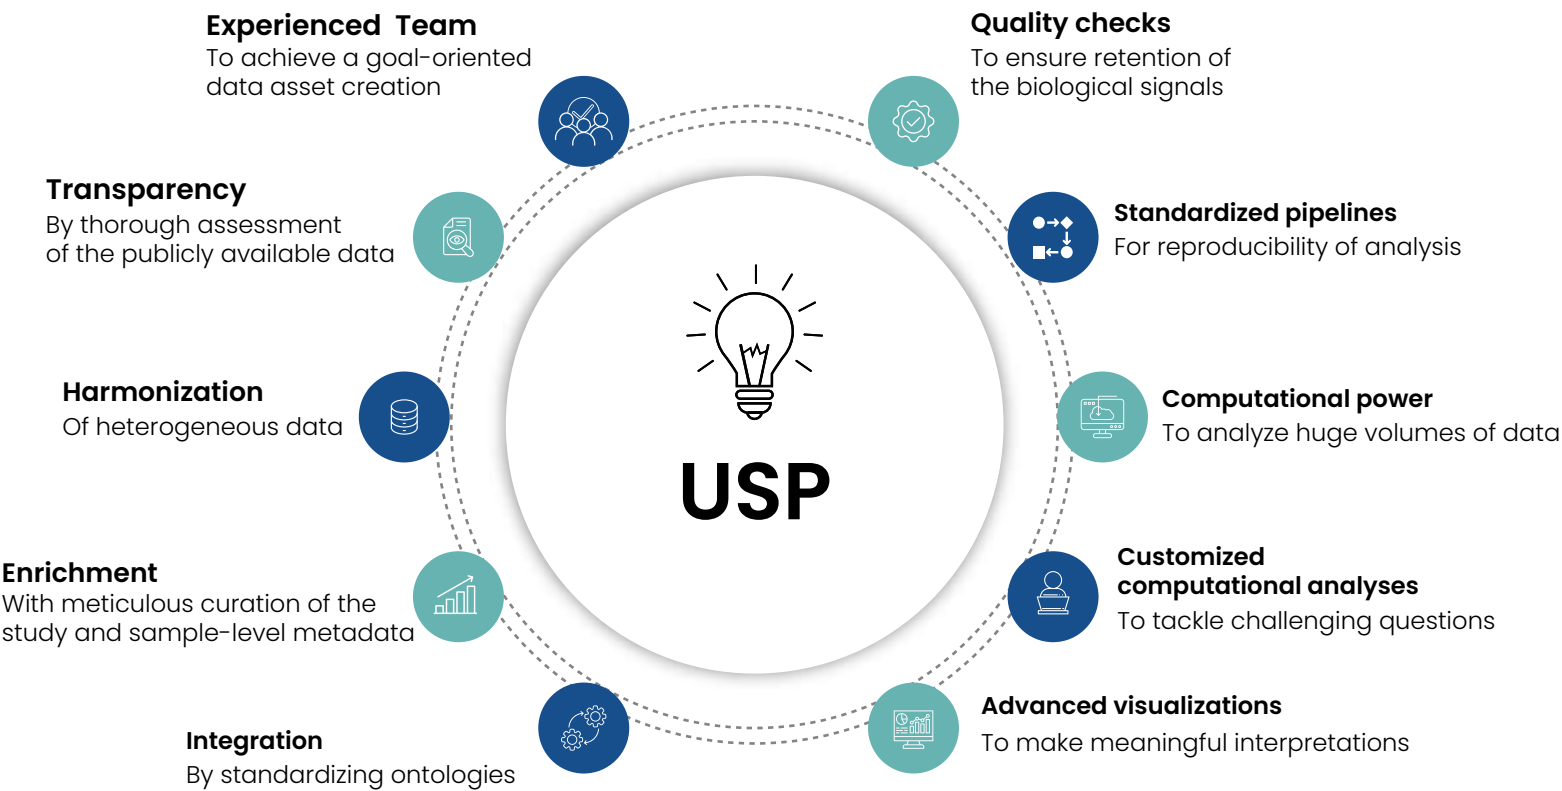 Experienced Team
To achieve a goal-oriented
data asset creation
Quality checks
To ensure retention of
the biological signals
Transparency
By thorough assessment
of the publicly available data
Standardized pipelines
For reproducibility of analysis
Harmonization
Of heterogeneous data
Computational power
To analyze huge volumes of data
USP
Enrichment
With meticulous curation of the
study and sample-level metadata
Customized
computational analyses
To tackle challenging questions
Integration
By standardizing ontologies
Advanced visualizations
To make meaningful interpretations